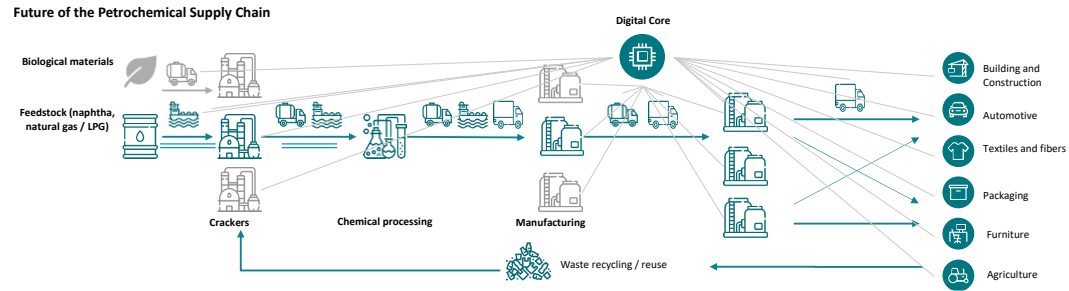 Future of the Petrochemical Supply Chain
Digital Core
Biological materials
Feedstock (naphtha,
natural gas / LPG)
Crackers
Chemical processing
Manufacturing
Waste recycling / reuse
Building and
Construction
Automotive
Textiles and fibers
Packaging
Furniture
Agriculture